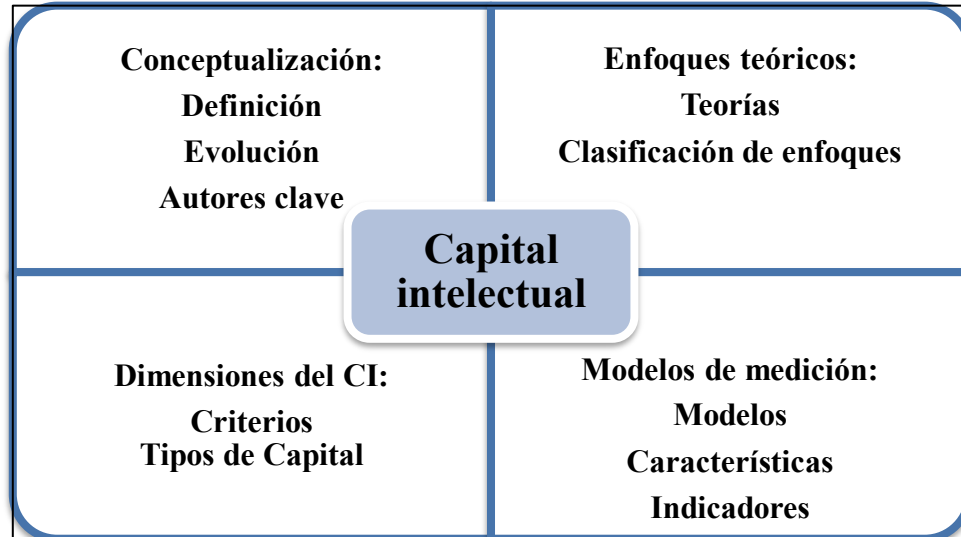 Conceptualización:
Definición
Evolución
Autores clave
Enfoques teóricos:
Teorías
Clasificación de enfoques
Capital
intelectual
Dimensiones del CI:
Criterios
Tipos de Capital
Modelos de medición:
Modelos
Características
Indicadores